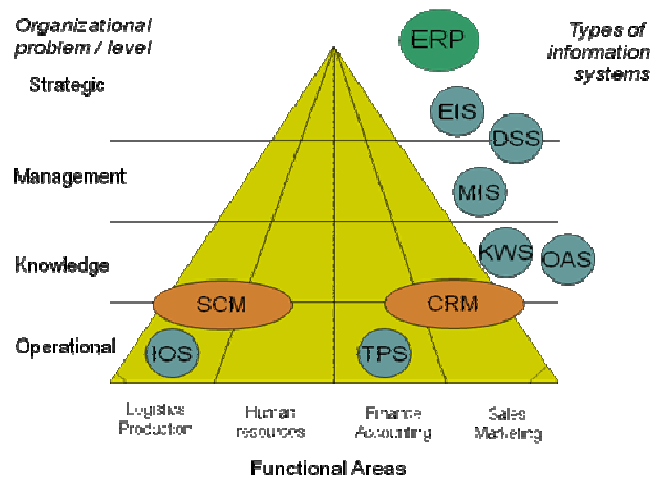 Organizational
problem / level
ERP
Types of
information
systems
Strategic
EIS
DSS
Management
MIS
KWS
OAS
Knowledge
SCM
CRM
Operational
IOS
TPS
Logistics
Production
Human
resources
Finance
Accounting
Sales
Marketing
Functional Areas